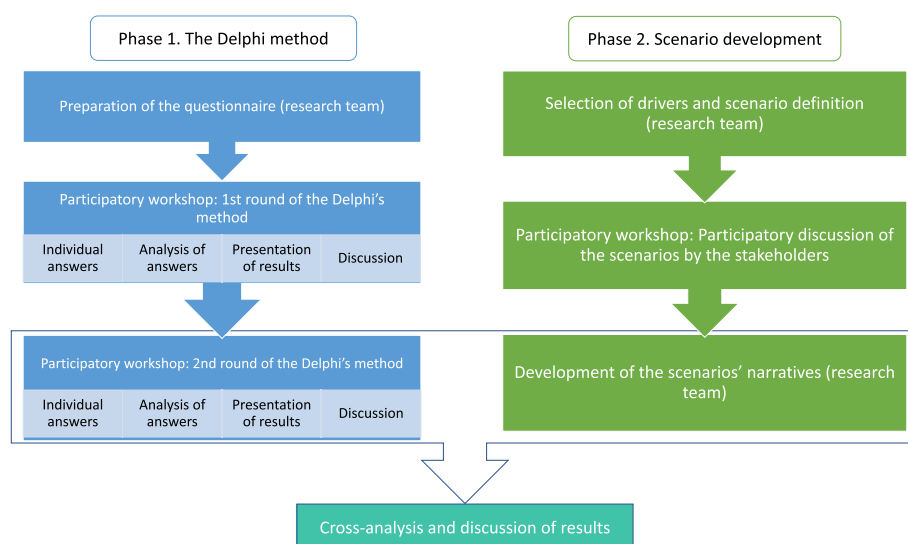 Phase 1. The Delphi method
Preparation of the questionnaire (research team)
Participatory workshop: 1st round of the Delphi's
method
Individual
answers
Analysis of
answers
Presentation
of results
Discussion
Participatory workshop: 2nd round of the Delphi's method
Individual
answers
Analysis of
answers
Presentation
of results
Discussion
Phase 2. Scenario development
Selection of drivers and scenario definition
(research team)
Participatory workshop: Participatory discussion of
the scenarios by the stakeholders
Development of the scenarios' narratives (research
team)
Cross-analysis and discussion of results